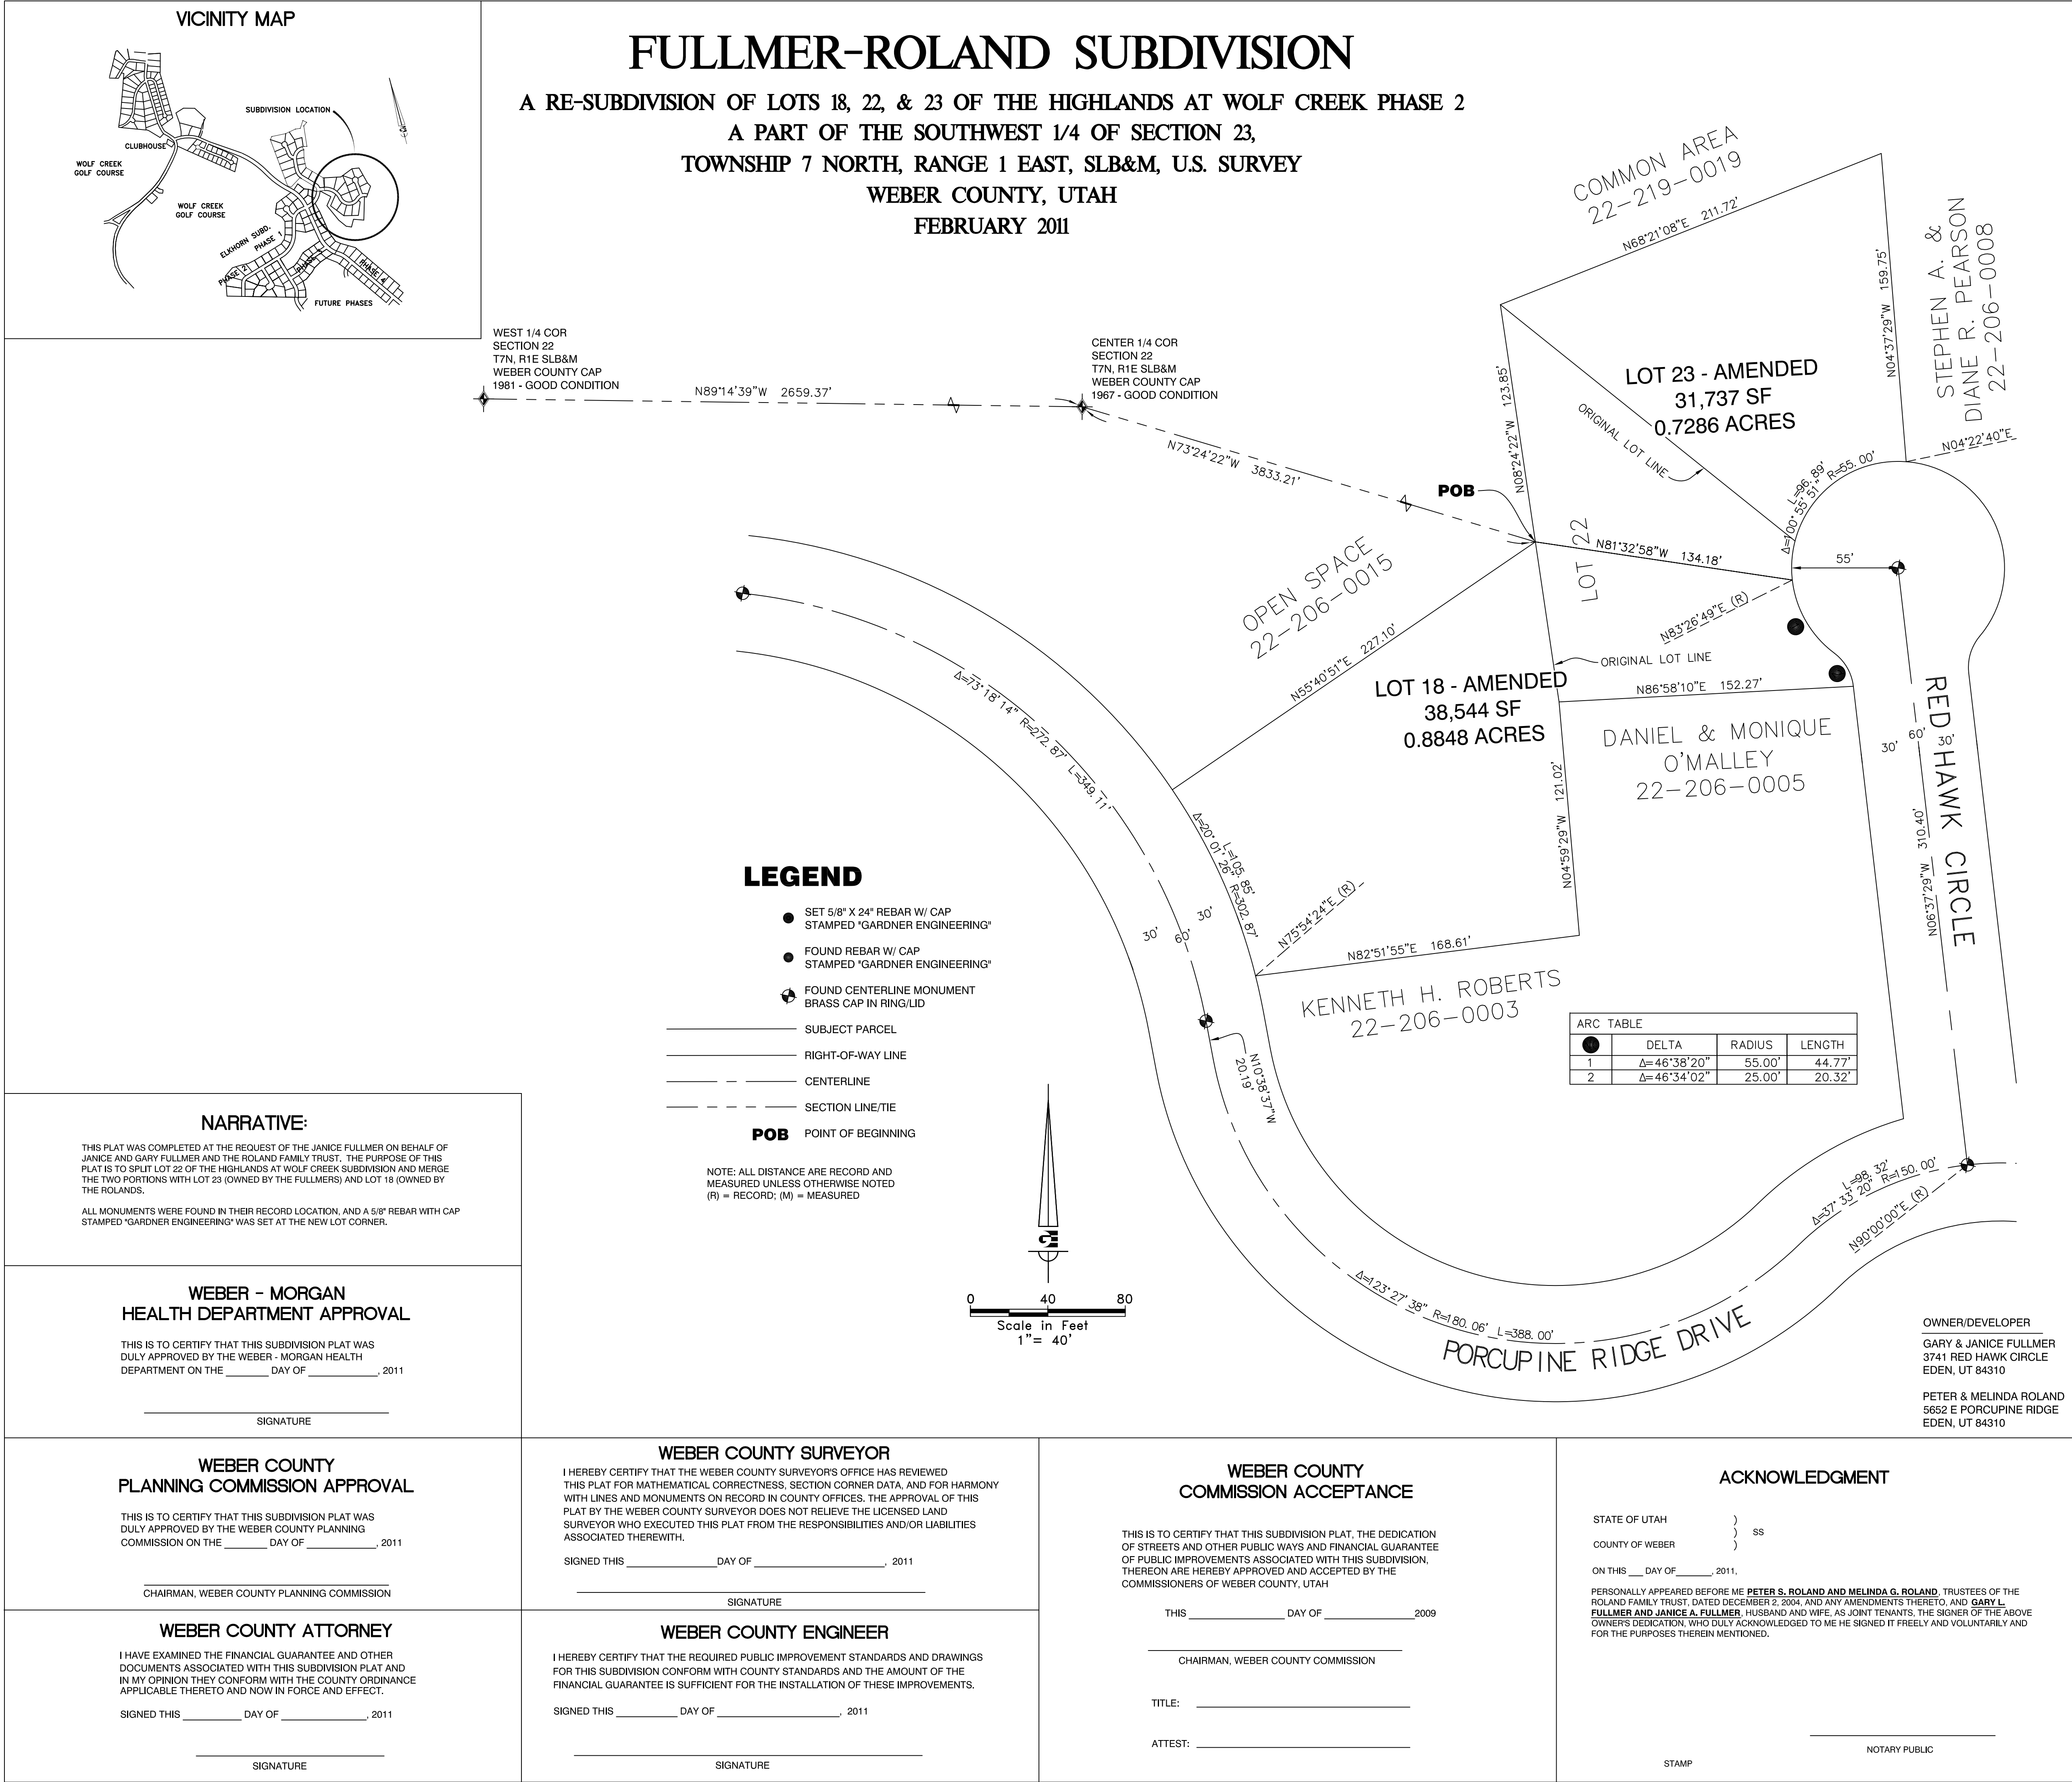 VICINITY MAP
SUBDIVISION LOCATION
CLUBHOUSE
WOLF CREEK
GOLF COURSE
WOLF CREEK
GOLF COURSE
ELKHORN SUBD.
PHASE 1
PHASE 2
PHASE
PHASE 4
FUTURE PHASES
FULLMER-ROLAND SUBDIVISION
A RE-SUBDIVISION OF LOTS 18, 22, & 23 OF THE HIGHLANDS AT WOLF CREEK PHASE 2
A PART OF THE SOUTHWEST 1/4 OF SECTION 23,
TOWNSHIP 7 NORTH, RANGE 1 EAST, SLB&M, U.S. SURVEY
WEBER COUNTY, UTAH
FEBRUARY 2011
WEST 1/4 COR
SECTION 22
T7N, R1E SLB&M
WEBER COUNTY CAP
1981 - GOOD CONDITION
N89°14'39"W 2659.37'
CENTER 1/4 COR
SECTION 22
T7N, R1E SLB&M
WEBER COUNTY CAP
1967 - GOOD CONDITION
N73°24'22"W 3833.21'
COMMON AREA
22-219-0019
N68°21'08"E 211.72'
N04°37'29"W 159.75'
STEPHEN A. &
DIANE R. PEARSON
22-206-0008
N04°22'40"E
LOT 23 - AMENDED
31,737 SF
0.7286 ACRES
ORIGINAL LOT LINE
N08°24'22"W 123.85'
POB
L=96.89'
Δ=100°55'51" R=55.00'
LOT 22
N81°32'58"W 134.18'
55'
N83°26'49"E (R)
OPEN SPACE
22-206-0015
N55°40'51"E 227.10'
ORIGINAL LOT LINE
LOT 18 - AMENDED
38,544 SF
0.8848 ACRES
N86°58'10"E 152.27'
DANIEL & MONIQUE
O'MALLEY
22-206-0005
N04°59'29"W 121.02'
RED HAWK CIRCLE
30' 60' 30'
N06°37'29"W 310.40'
Δ=73°18'14" R=272.87' L=349.11'
L=105.85'
Δ=20°01'26" R=302.87'
30' 60' 30'
N75°54'24"E (R)
N82°51'55"E 168.61'
KENNETH H. ROBERTS
22-206-0003
N10°38'37"W
20.19'
ARC TABLE
DELTA RADIUS LENGTH
1 Δ=46°38'20" 55.00' 44.77'
2 Δ=46°34'02" 25.00' 20.32'
L=98.32'
Δ=37°33'20" R=150.00'
N90°00'00"E (R)
Δ=123°27'38" R=180.06' L=388.00'
PORCUPINE RIDGE DRIVE
LEGEND
SET 5/8" X 24" REBAR W/ CAP
STAMPED "GARDNER ENGINEERING"
FOUND REBAR W/ CAP
STAMPED "GARDNER ENGINEERING"
FOUND CENTERLINE MONUMENT
BRASS CAP IN RING/LID
SUBJECT PARCEL
RIGHT-OF-WAY LINE
CENTERLINE
SECTION LINE/TIE
POB POINT OF BEGINNING
NOTE: ALL DISTANCE ARE RECORD AND
MEASURED UNLESS OTHERWISE NOTED
(R) = RECORD; (M) = MEASURED
0 40 80
Scale in Feet
1"= 40'
OWNER/DEVELOPER
GARY & JANICE FULLMER
3741 RED HAWK CIRCLE
EDEN, UT 84310
PETER & MELINDA ROLAND
5652 E PORCUPINE RIDGE
EDEN, UT 84310
NARRATIVE:
THIS PLAT WAS COMPLETED AT THE REQUEST OF THE JANICE FULLMER ON BEHALF OF
JANICE AND GARY FULLMER AND THE ROLAND FAMILY TRUST. THE PURPOSE OF THIS
PLAT IS TO SPLIT LOT 22 OF THE HIGHLANDS AT WOLF CREEK SUBDIVISION AND MERGE
THE TWO PORTIONS WITH LOT 23 (OWNED BY THE FULLMERS) AND LOT 18 (OWNED BY
THE ROLANDS.
ALL MONUMENTS WERE FOUND IN THEIR RECORD LOCATION, AND A 5/8" REBAR WITH CAP
STAMPED "GARDNER ENGINEERING" WAS SET AT THE NEW LOT CORNER.
WEBER - MORGAN
HEALTH DEPARTMENT APPROVAL
THIS IS TO CERTIFY THAT THIS SUBDIVISION PLAT WAS
DULY APPROVED BY THE WEBER - MORGAN HEALTH
DEPARTMENT ON THE ______ DAY OF __________, 2011
SIGNATURE
WEBER COUNTY
PLANNING COMMISSION APPROVAL
THIS IS TO CERTIFY THAT THIS SUBDIVISION PLAT WAS
DULY APPROVED BY THE WEBER COUNTY PLANNING
COMMISSION ON THE ______ DAY OF __________, 2011
CHAIRMAN, WEBER COUNTY PLANNING COMMISSION
WEBER COUNTY ATTORNEY
I HAVE EXAMINED THE FINANCIAL GUARANTEE AND OTHER
DOCUMENTS ASSOCIATED WITH THIS SUBDIVISION PLAT AND
IN MY OPINION THEY CONFORM WITH THE COUNTY ORDINANCE
APPLICABLE THERETO AND NOW IN FORCE AND EFFECT.
SIGNED THIS ________ DAY OF ____________, 2011
SIGNATURE
WEBER COUNTY SURVEYOR
I HEREBY CERTIFY THAT THE WEBER COUNTY SURVEYOR'S OFFICE HAS REVIEWED
THIS PLAT FOR MATHEMATICAL CORRECTNESS, SECTION CORNER DATA, AND FOR HARMONY
WITH LINES AND MONUMENTS ON RECORD IN COUNTY OFFICES. THE APPROVAL OF THIS
PLAT BY THE WEBER COUNTY SURVEYOR DOES NOT RELIEVE THE LICENSED LAND
SURVEYOR WHO EXECUTED THIS PLAT FROM THE RESPONSIBILITIES AND/OR LIABILITIES
ASSOCIATED THEREWITH.
SIGNED THIS ____________ DAY OF __________________, 2011
SIGNATURE
WEBER COUNTY ENGINEER
I HEREBY CERTIFY THAT THE REQUIRED PUBLIC IMPROVEMENT STANDARDS AND DRAWINGS
FOR THIS SUBDIVISION CONFORM WITH COUNTY STANDARDS AND THE AMOUNT OF THE
FINANCIAL GUARANTEE IS SUFFICIENT FOR THE INSTALLATION OF THESE IMPROVEMENTS.
SIGNED THIS ________ DAY OF __________________, 2011
SIGNATURE
WEBER COUNTY
COMMISSION ACCEPTANCE
THIS IS TO CERTIFY THAT THIS SUBDIVISION PLAT, THE DEDICATION
OF STREETS AND OTHER PUBLIC WAYS AND FINANCIAL GUARANTEE
OF PUBLIC IMPROVEMENTS ASSOCIATED WITH THIS SUBDIVISION,
THEREON ARE HEREBY APPROVED AND ACCEPTED BY THE
COMMISSIONERS OF WEBER COUNTY, UTAH
THIS ____________ DAY OF ____________2009
CHAIRMAN, WEBER COUNTY COMMISSION
TITLE:
ATTEST:
ACKNOWLEDGMENT
STATE OF UTAH )
) SS
COUNTY OF WEBER )
ON THIS __ DAY OF _____, 2011,
PERSONALLY APPEARED BEFORE ME PETER S. ROLAND AND MELINDA G. ROLAND, TRUSTEES OF THE
ROLAND FAMILY TRUST, DATED DECEMBER 2, 2004, AND ANY AMENDMENTS THERETO, AND GARY L.
FULLMER AND JANICE A. FULLMER, HUSBAND AND WIFE, AS JOINT TENANTS, THE SIGNER OF THE ABOVE
OWNER'S DEDICATION, WHO DULY ACKNOWLEDGED TO ME HE SIGNED IT FREELY AND VOLUNTARILY AND
FOR THE PURPOSES THEREIN MENTIONED.
NOTARY PUBLIC
STAMP